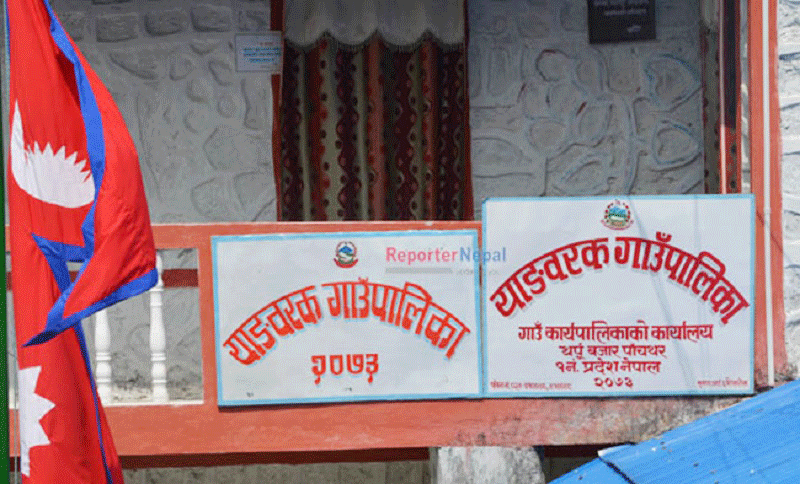 ReporterNepal
याङवरक गाउँपालिका
२०७३
याङवरक गाउँपालिका
गाउँ कार्यपालिकाको कार्यालय
थर्पु बजार पाँचथर
१नं. प्रदेश नेपाल
२०७३